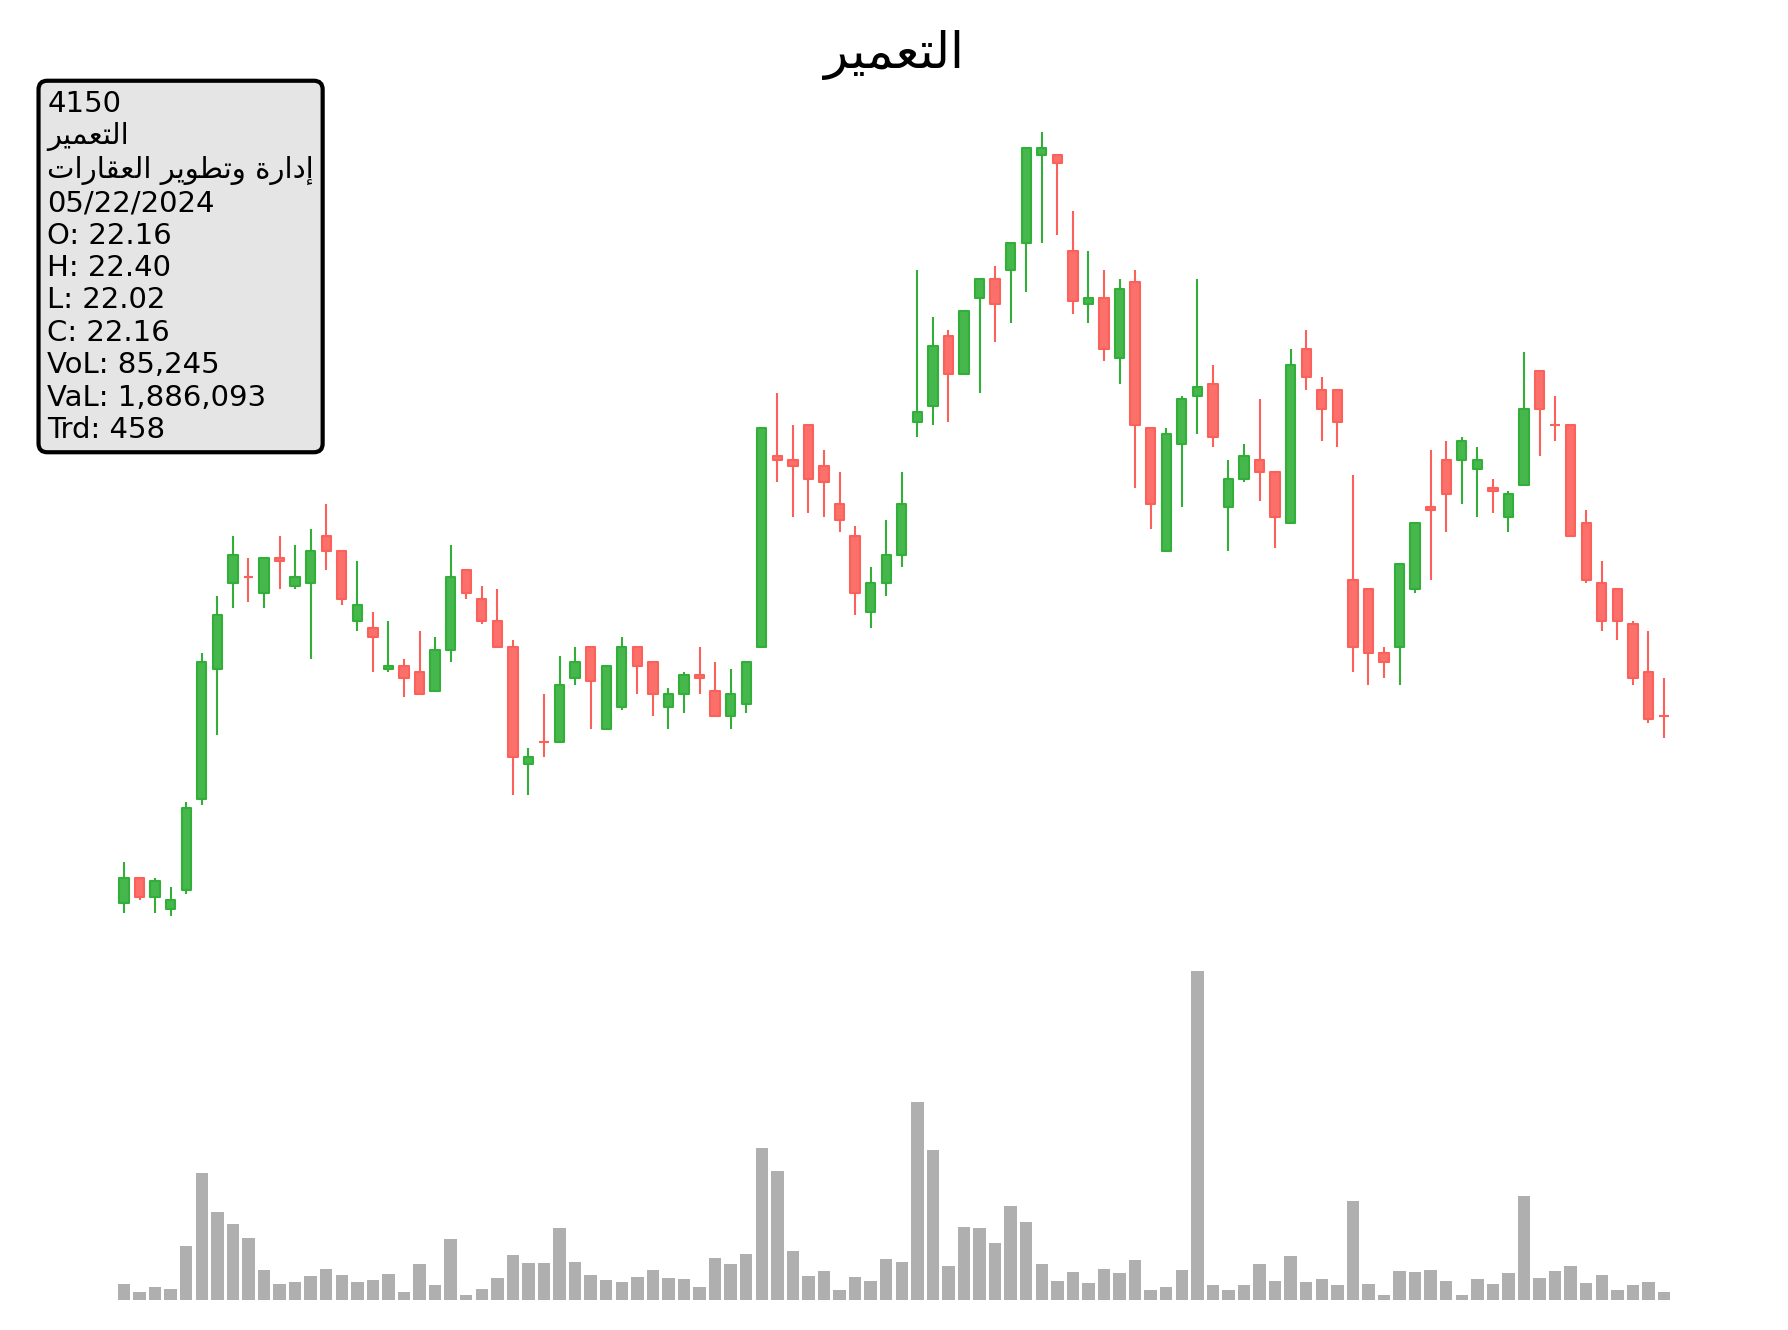 التعمير
4150
التعمير
إدارة وتطوير العقارات
05/22/2024
O: 22.16
H: 22.40
L: 22.02
C: 22.16
VoL: 85,245
VaL: 1,886,093
Trd: 458